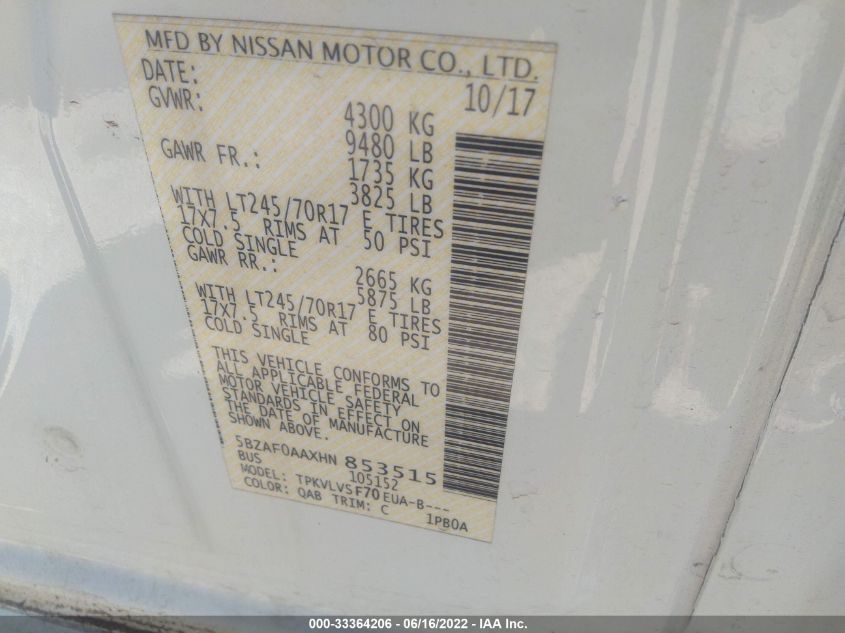 MFD BY NISSAN MOTOR CO., LTD.
DATE: 10/17
GVWR: 4300 KG
9480 LB
GAWR FR.: 1735 KG
3825 LB
WITH LT245/70R17 E TIRES
17X7.5 RIMS AT 50 PSI
COLD SINGLE
GAWR RR.: 2665 KG
5875 LB
WITH LT245/70R17 E TIRES
17X7.5 RIMS AT 80 PSI
COLD SINGLE
THIS VEHICLE CONFORMS TO
ALL APPLICABLE FEDERAL
MOTOR VEHICLE SAFETY
STANDARDS IN EFFECT ON
THE DATE OF MANUFACTURE
SHOWN ABOVE.
5BZAF0AAXHN 853515
BUS 105152
MODEL: TPKVLVSF70EUA-B---
COLOR: QAB TRIM: C 1PB0A
000-33364206 - 06/16/2022 - IAA Inc.